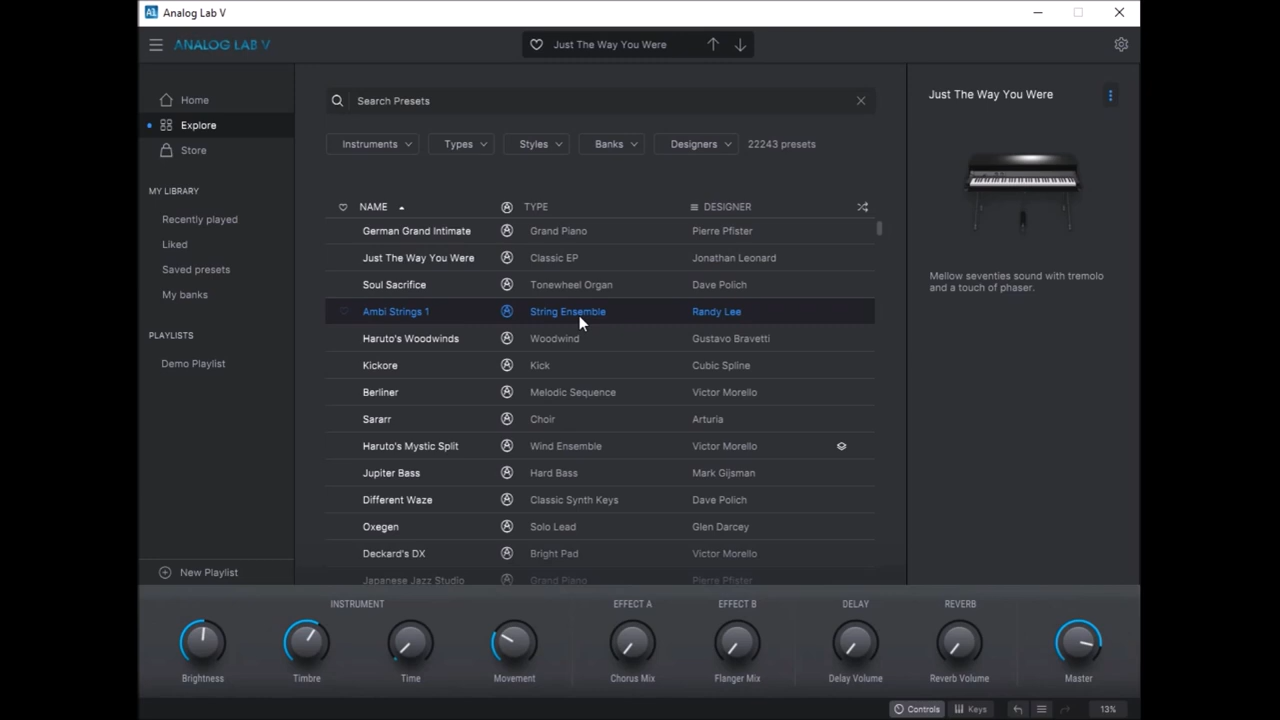 Analog Lab V
ANALOG LAB V
Just The Way You Were
Home
Explore
Store
MY LIBRARY
Recently played
Liked
Saved presets
My banks
PLAYLISTS
Demo Playlist
New Playlist
Search Presets
Instruments Types Styles Banks Designers 22243 presets
NAME TYPE DESIGNER
German Grand Intimate Grand Piano Pierre Pfister
Just The Way You Were Classic EP Jonathan Leonard
Soul Sacrifice Tonewheel Organ Dave Polich
Ambi Strings 1 String Ensemble Randy Lee
Haruto's Woodwinds Woodwind Gustavo Bravetti
Kickore Kick Cubic Spline
Berliner Melodic Sequence Victor Morello
Sararr Choir Arturia
Haruto's Mystic Split Wind Ensemble Victor Morello
Jupiter Bass Hard Bass Mark Gijsman
Different Waze Classic Synth Keys Dave Polich
Oxegen Solo Lead Glen Darcey
Deckard's DX Bright Pad Victor Morello
Japanese Jazz Studio Grand Piano Pierre Pfister
Just The Way You Were
Mellow seventies sound with tremolo
and a touch of phaser.
INSTRUMENT EFFECT A EFFECT B DELAY REVERB
Brightness Timbre Time Movement Chorus Mix Flanger Mix Delay Volume Reverb Volume Master
Controls Keys 13%